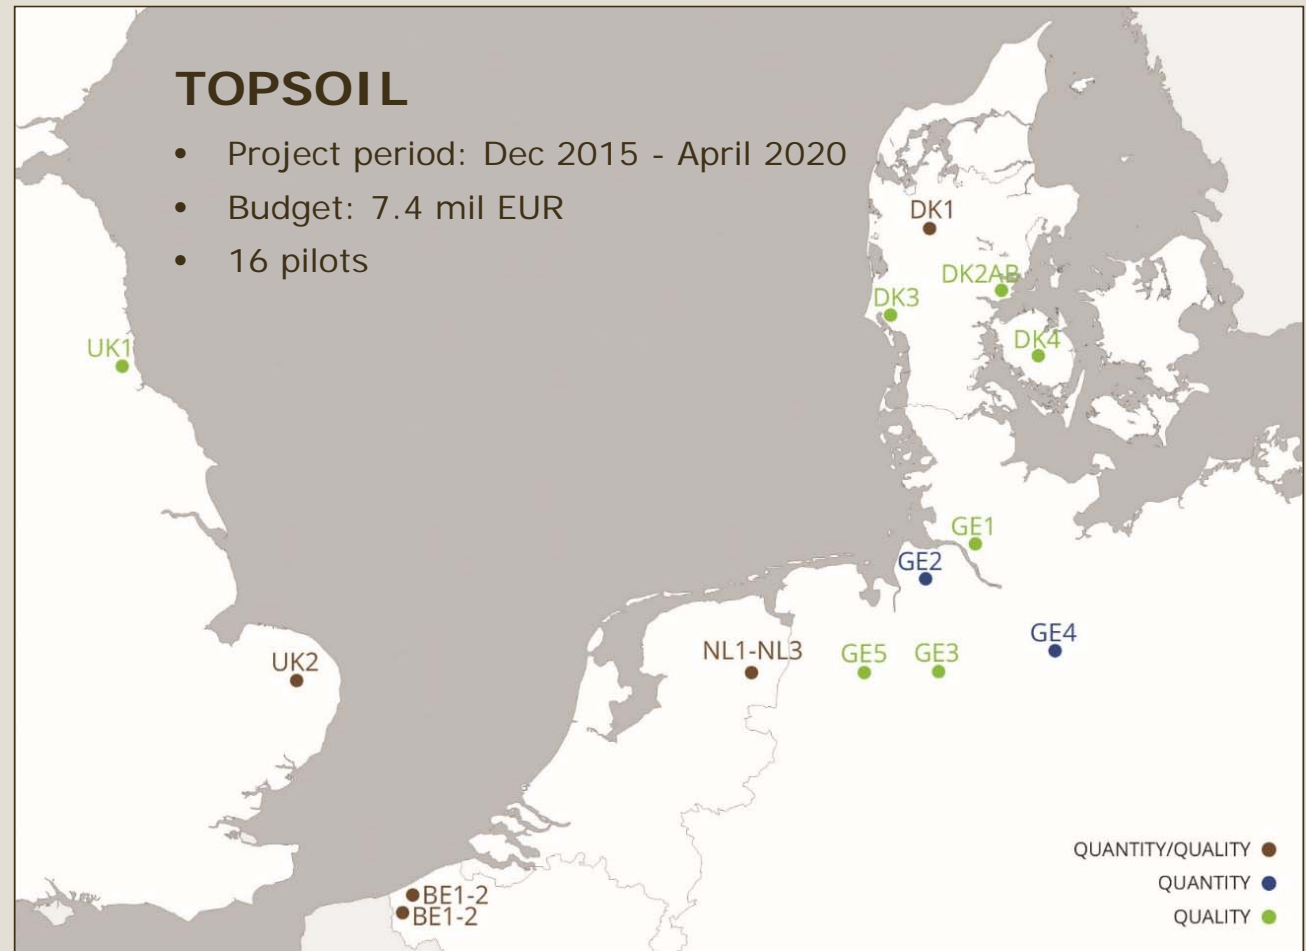 TOPSOIL
• Project period: Dec 2015 - April 2020
• Budget: 7.4 mil EUR
• 16 pilots
DK1
DK2AB
DK3
DK4
UK1
GE1
GE2
GE4
NL1-NL3
GE5
GE3
UK2
BE1-2
BE1-2
QUANTITY/QUALITY
QUANTITY
QUALITY